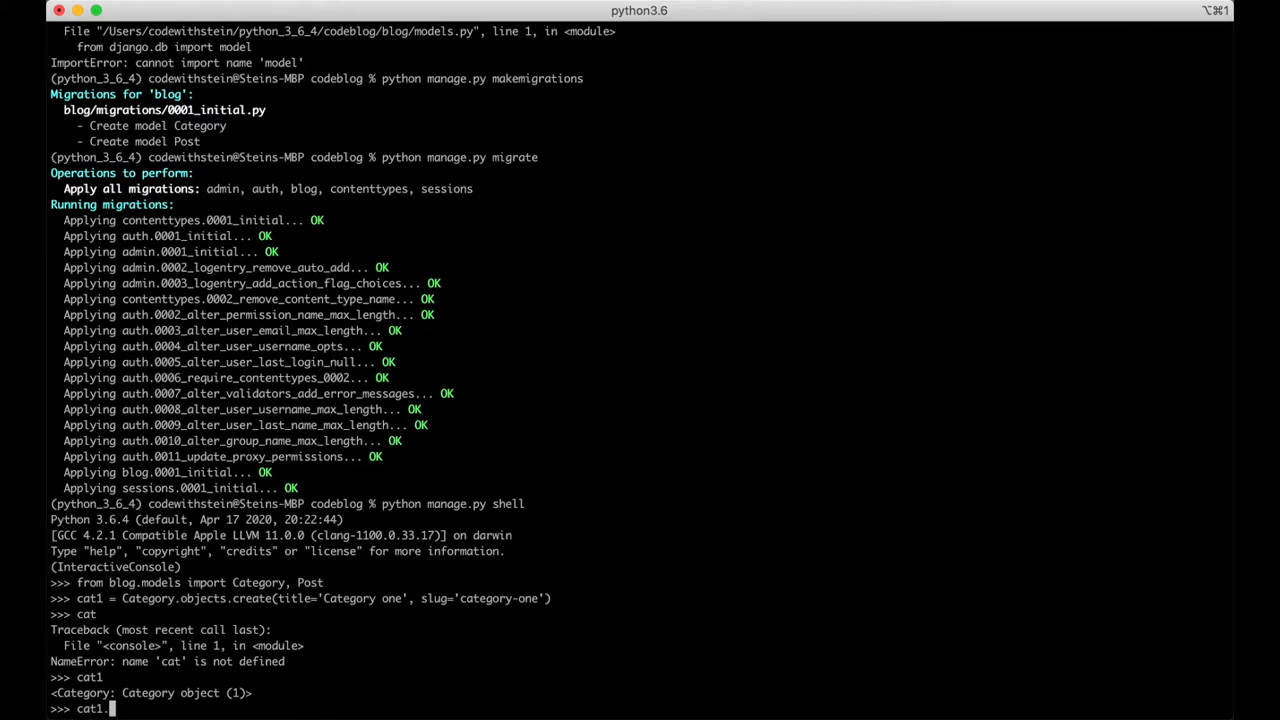 python3.6
⌥⌘1
File "/Users/codewithstein/python_3_6_4/codeblog/blog/models.py", line 1, in <module>
from django.db import model
ImportError: cannot import name 'model'
(python_3_6_4) codewithstein@Steins-MBP codeblog % python manage.py makemigrations
Migrations for 'blog':
blog/migrations/0001_initial.py
- Create model Category
- Create model Post
(python_3_6_4) codewithstein@Steins-MBP codeblog % python manage.py migrate
Operations to perform:
Apply all migrations: admin, auth, blog, contenttypes, sessions
Running migrations:
Applying contenttypes.0001_initial... OK
Applying auth.0001_initial... OK
Applying admin.0001_initial... OK
Applying admin.0002_logentry_remove_auto_add... OK
Applying admin.0003_logentry_add_action_flag_choices... OK
Applying contenttypes.0002_remove_content_type_name... OK
Applying auth.0002_alter_permission_name_max_length... OK
Applying auth.0003_alter_user_email_max_length... OK
Applying auth.0004_alter_user_username_opts... OK
Applying auth.0005_alter_user_last_login_null... OK
Applying auth.0006_require_contenttypes_0002... OK
Applying auth.0007_alter_validators_add_error_messages... OK
Applying auth.0008_alter_user_username_max_length... OK
Applying auth.0009_alter_user_last_name_max_length... OK
Applying auth.0010_alter_group_name_max_length... OK
Applying auth.0011_update_proxy_permissions... OK
Applying blog.0001_initial... OK
Applying sessions.0001_initial... OK
(python_3_6_4) codewithstein@Steins-MBP codeblog % python manage.py shell
Python 3.6.4 (default, Apr 17 2020, 20:22:44)
[GCC 4.2.1 Compatible Apple LLVM 11.0.0 (clang-1100.0.33.17)] on darwin
Type "help", "copyright", "credits" or "license" for more information.
(InteractiveConsole)
>>> from blog.models import Category, Post
>>> cat1 = Category.objects.create(title='Category one', slug='category-one')
>>> cat
Traceback (most recent call last):
File "<console>", line 1, in <module>
NameError: name 'cat' is not defined
>>> cat1
<Category: Category object (1)>
>>> cat1.